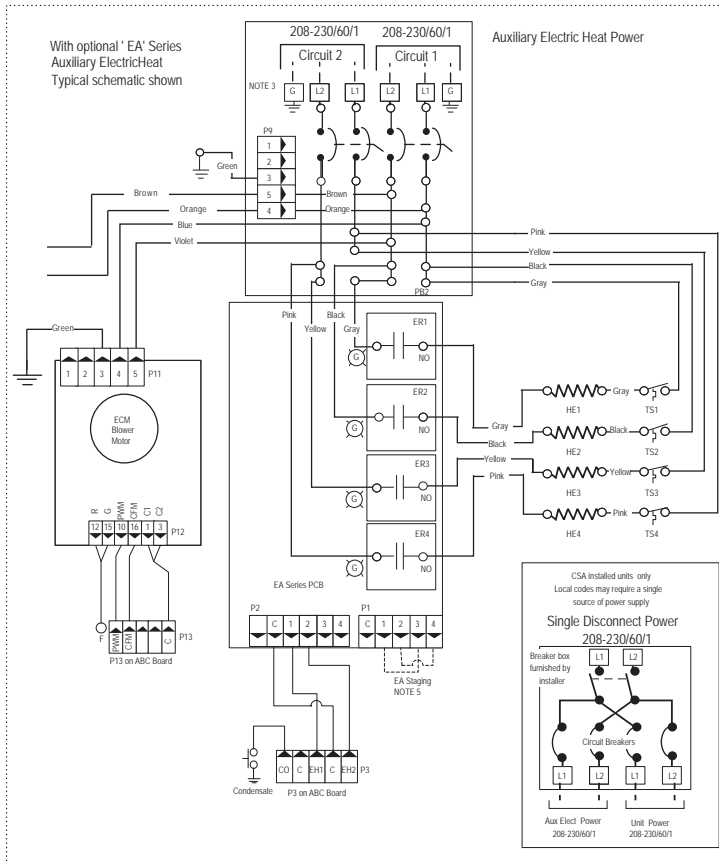 With optional ' EA' Series
Auxiliary ElectricHeat
Typical schematic shown
208-230/60/1 208-230/60/1
Auxiliary Electric Heat Power
Circuit 2 Circuit 1
NOTE 3
G L2 L1 L2 L1 G
P9
1
2
3
5
4
Green
Brown
Brown
Orange
Orange
Blue
Violet
Pink
Yellow
Black
Gray
PB2
Pink
Yellow
Black
Gray
Green
1 2 3 4 5 P11
ECM
Blower
Motor
R G PWM CFM C1 C2
12 15 10 16 1 3 P12
F
PWM CFM C P13
P13 on ABC Board
ER1
G
NO
ER2
G
NO
ER3
G
NO
ER4
G
NO
Gray
Black
Yellow
Pink
Gray
HE1 TS1
Black
HE2 TS2
Yellow
HE3 TS3
Pink
HE4 TS4
EA Series PCB
P2 P1
C 1 2 3 4 C 1 2 3 4
EA Staging
NOTE 5
CO C EH1 C EH2 P3
Condensate
P3 on ABC Board
CSA installed units only
Local codes may require a single
source of power supply
Single Disconnect Power
208-230/60/1
Breaker box
furnished by
installer
L1 L2
Circuit Breakers
L1 L2 L1 L2
Aux Elect Power
208-230/60/1
Unit Power
208-230/60/1